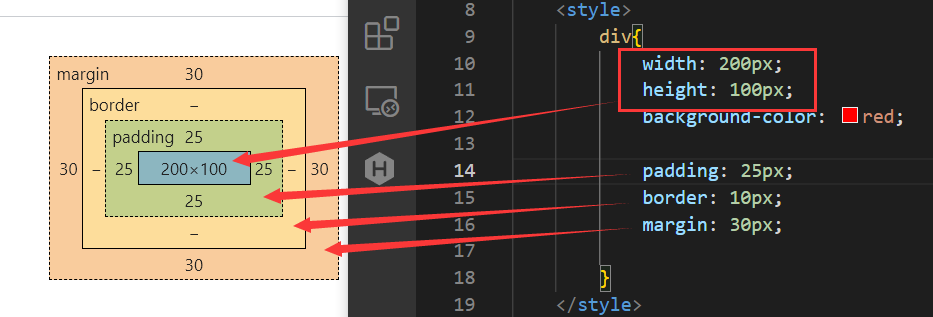 margin 30
border –
padding 25
30 – 25 200×100 25 – 30
25
–
30
8 <style>
9 div{
10 width: 200px;
11 height: 100px;
12 background-color: red;
13
14 padding: 25px;
15 border: 10px;
16 margin: 30px;
17
18 }
19 </style>
H